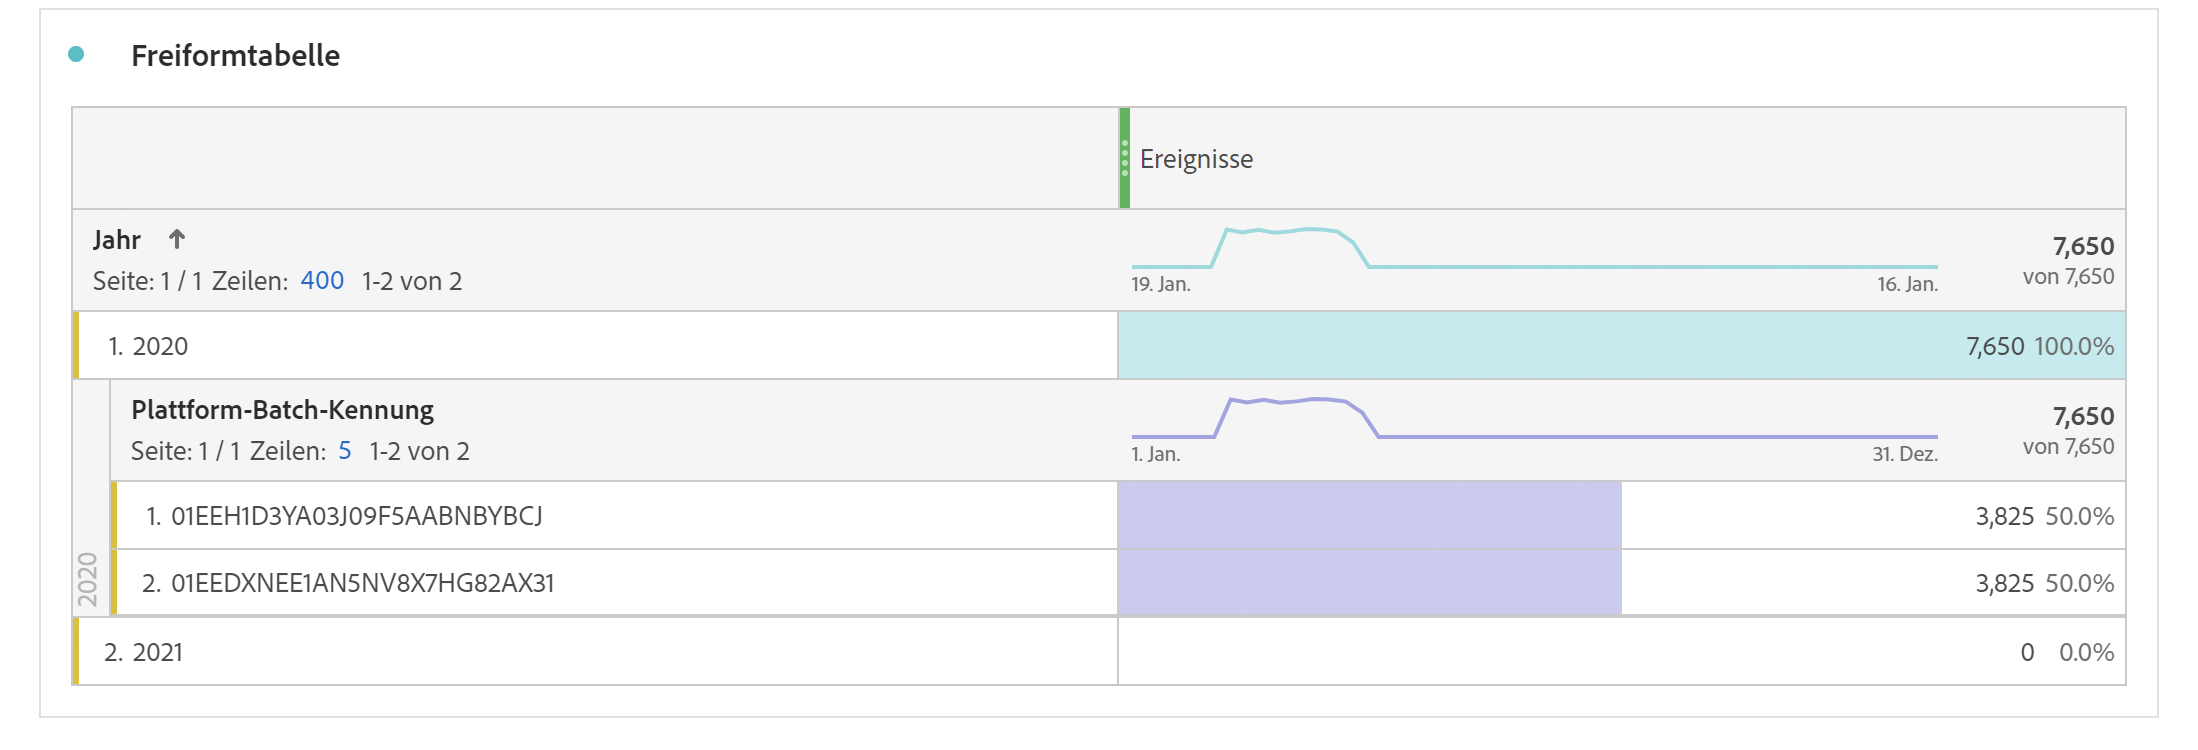 Freiformtabelle
Ereignisse
Jahr
Seite: 1 / 1 Zeilen: 400 1-2 von 2
19. Jan.
16. Jan.
7,650
von 7,650
1. 2020
7,650 100.0%
Plattform-Batch-Kennung
Seite: 1 / 1 Zeilen: 5 1-2 von 2
1. Jan.
31. Dez.
7,650
von 7,650
2020
1. 01EEH1D3YA03J09F5AABNBYBCJ
3,825 50.0%
2. 01EEDXNEE1AN5NV8X7HG82AX31
3,825 50.0%
2. 2021
0 0.0%